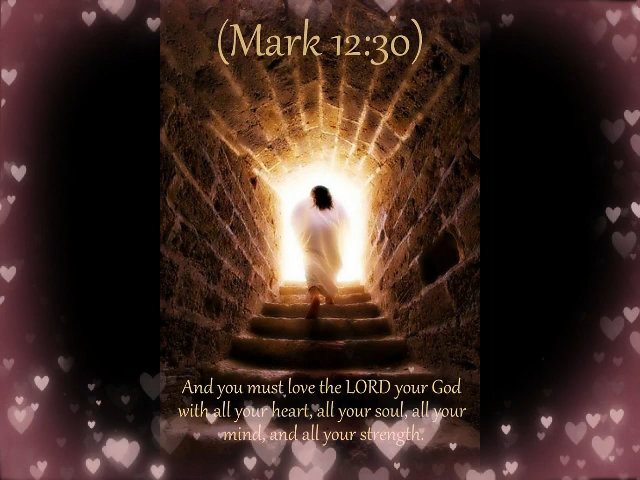 (Mark 12:30)
And you must love the LORD your God
with all your heart, all your soul, all your
mind, and all your strength.'